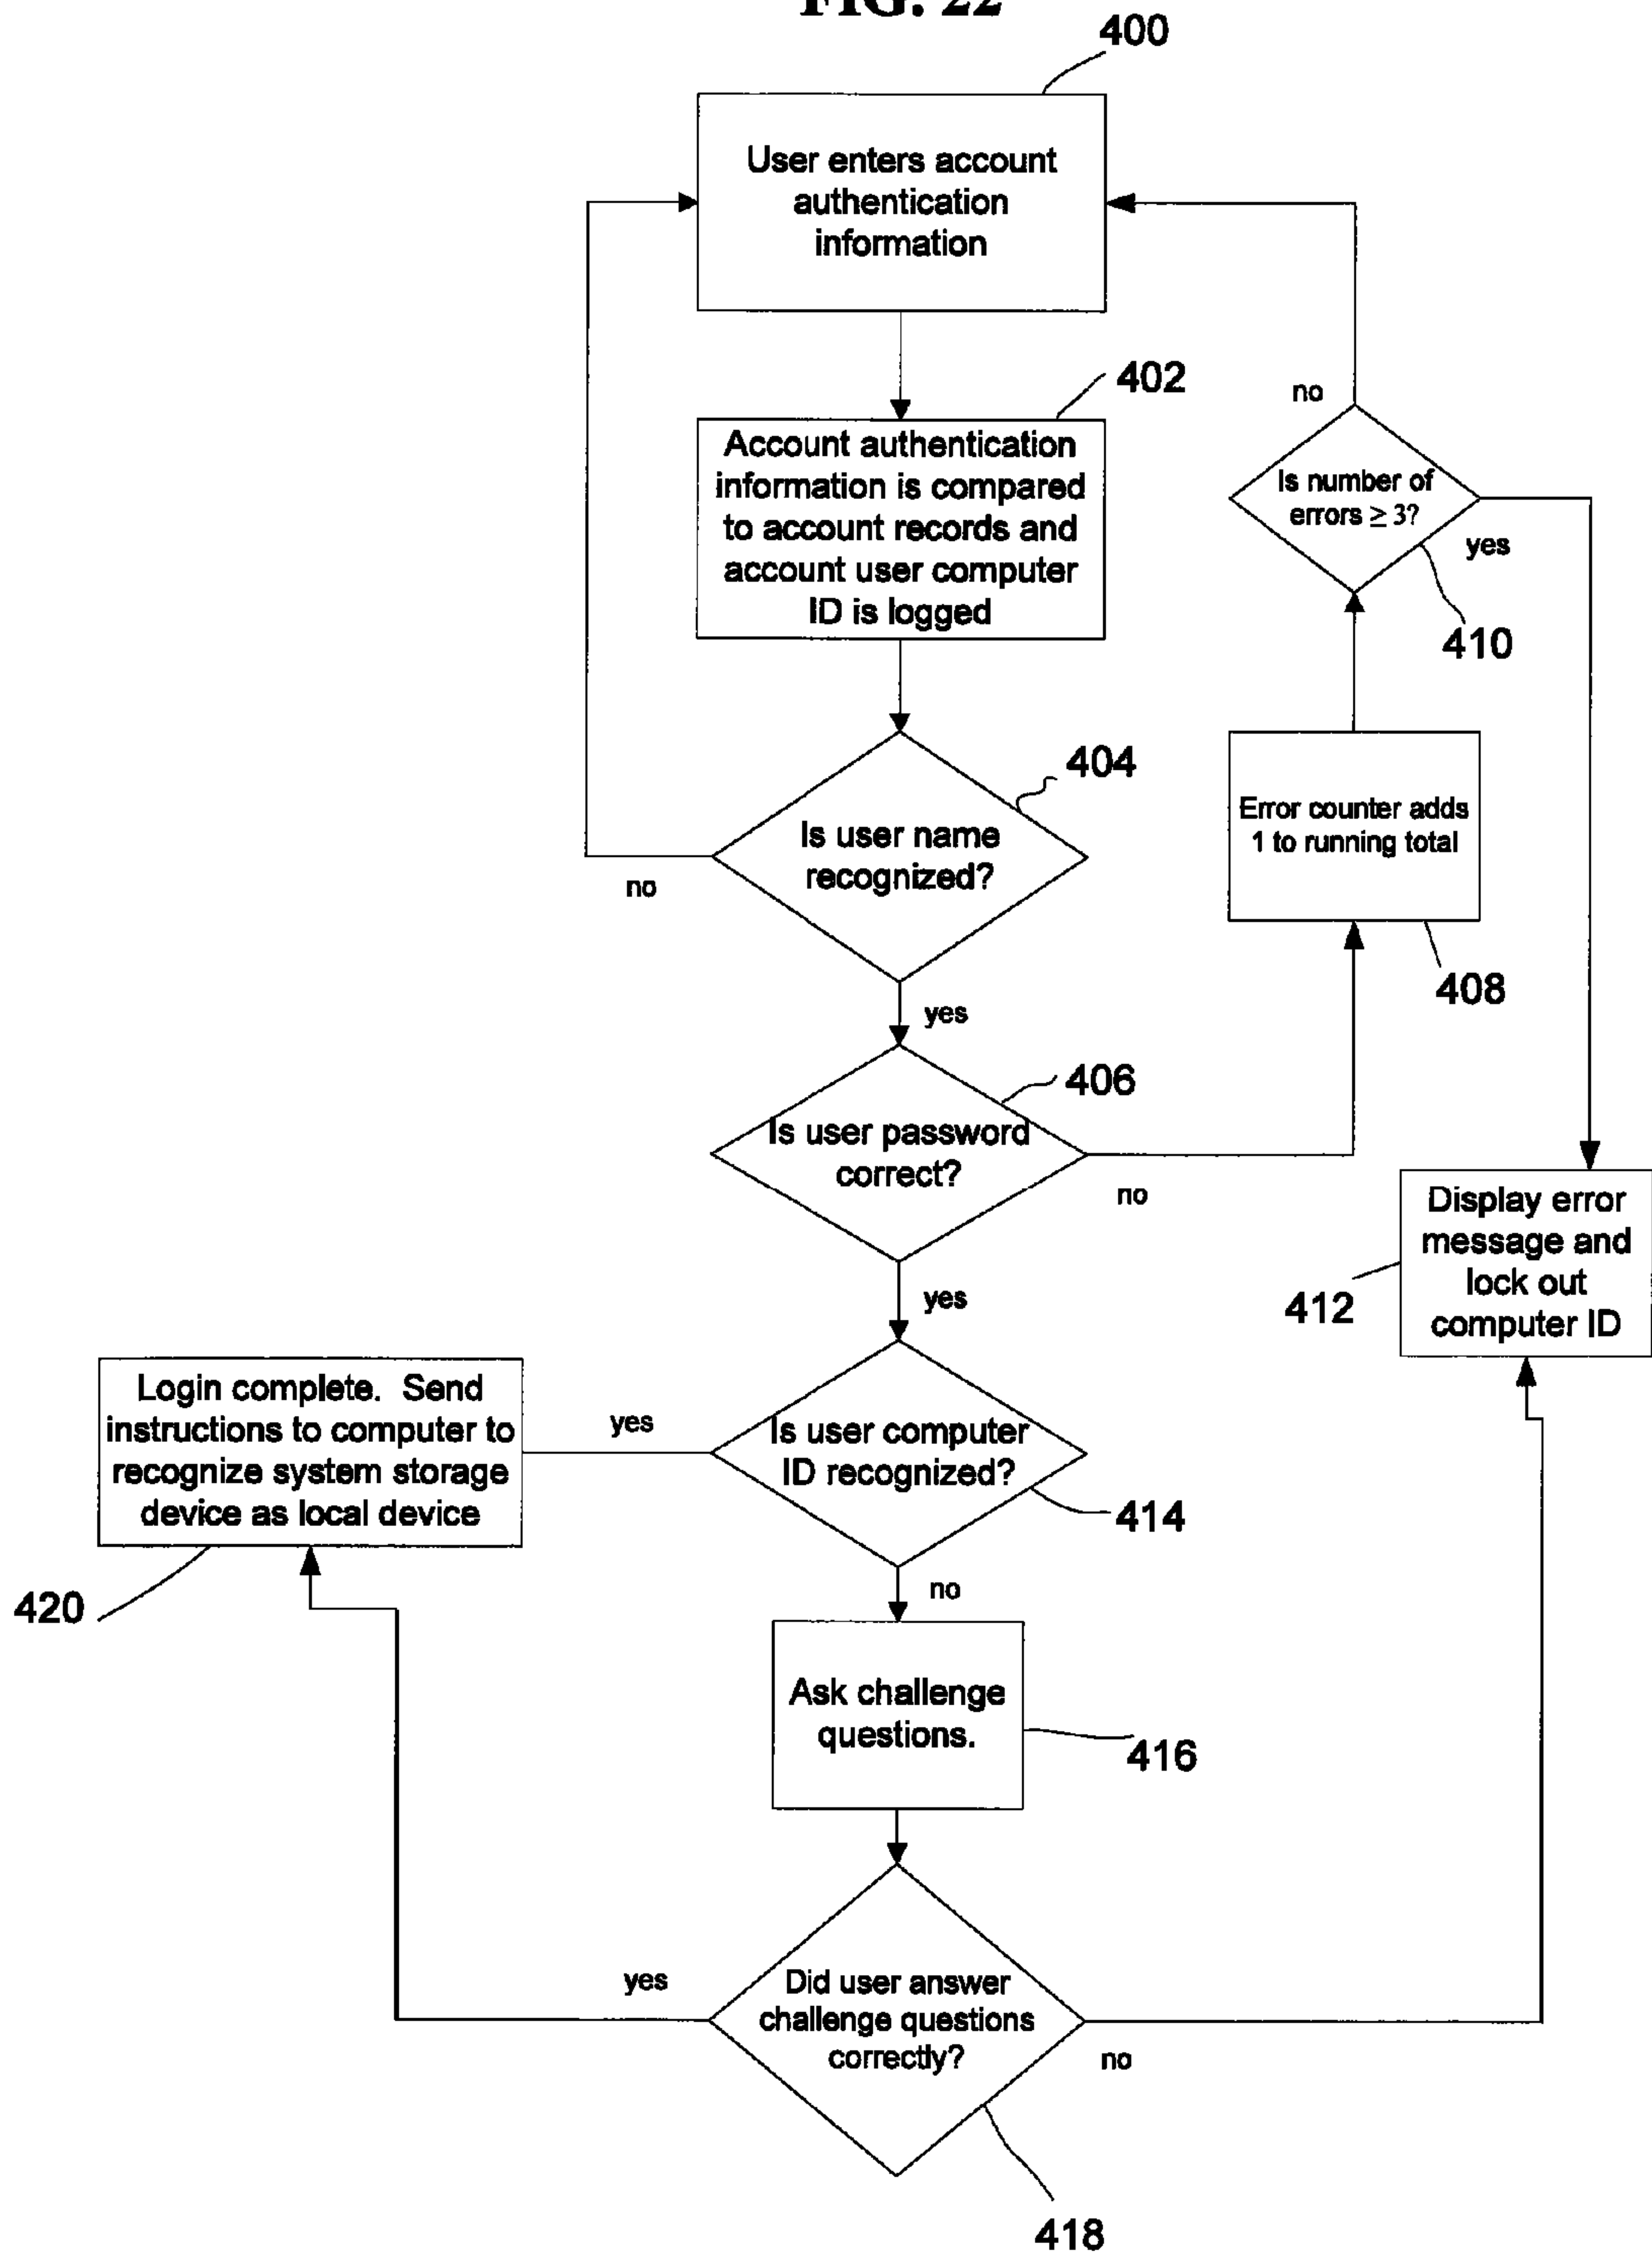 FIG. 22
400
User enters account
authentication
information
402
Account authentication
information is compared
to account records and
account user computer
ID is logged
no
Is number of
errors ≥ 3?
yes
410
404
Is user name
recognized?
no
Error counter adds
1 to running total
408
yes
406
Is user password
correct?
no
Display error
message and
lock out
computer ID
412
yes
Login complete. Send
instructions to computer to
recognize system storage
device as local device
yes
Is user computer
ID recognized?
414
420
no
Ask challenge
questions.
416
yes
Did user answer
challenge questions
correctly?
no
418